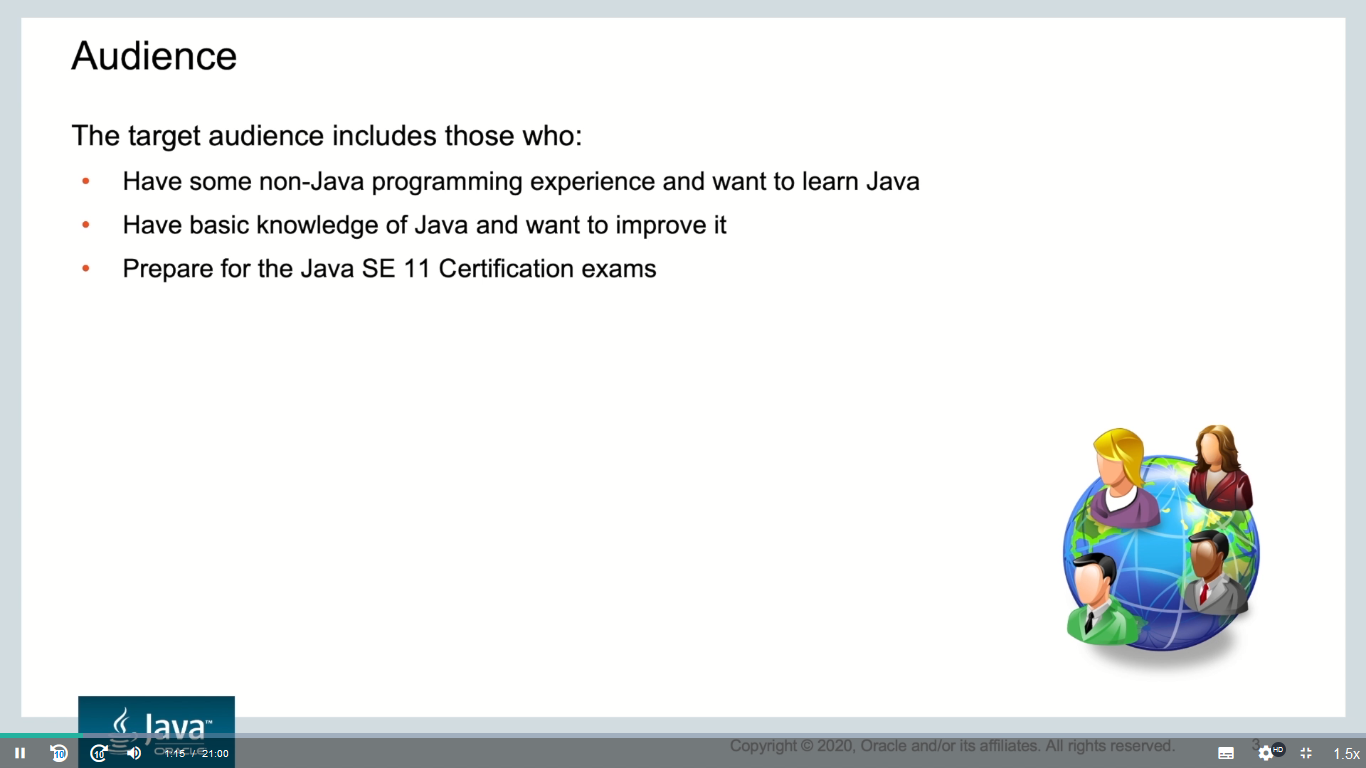 Audience
The target audience includes those who:
• Have some non-Java programming experience and want to learn Java
• Have basic knowledge of Java and want to improve it
• Prepare for the Java SE 11 Certification exams
Java™
ORACLE
10 10 1:15 / 21:00
Copyright © 2020, Oracle and/or its affiliates. All rights reserved.
3
HD
1.5x